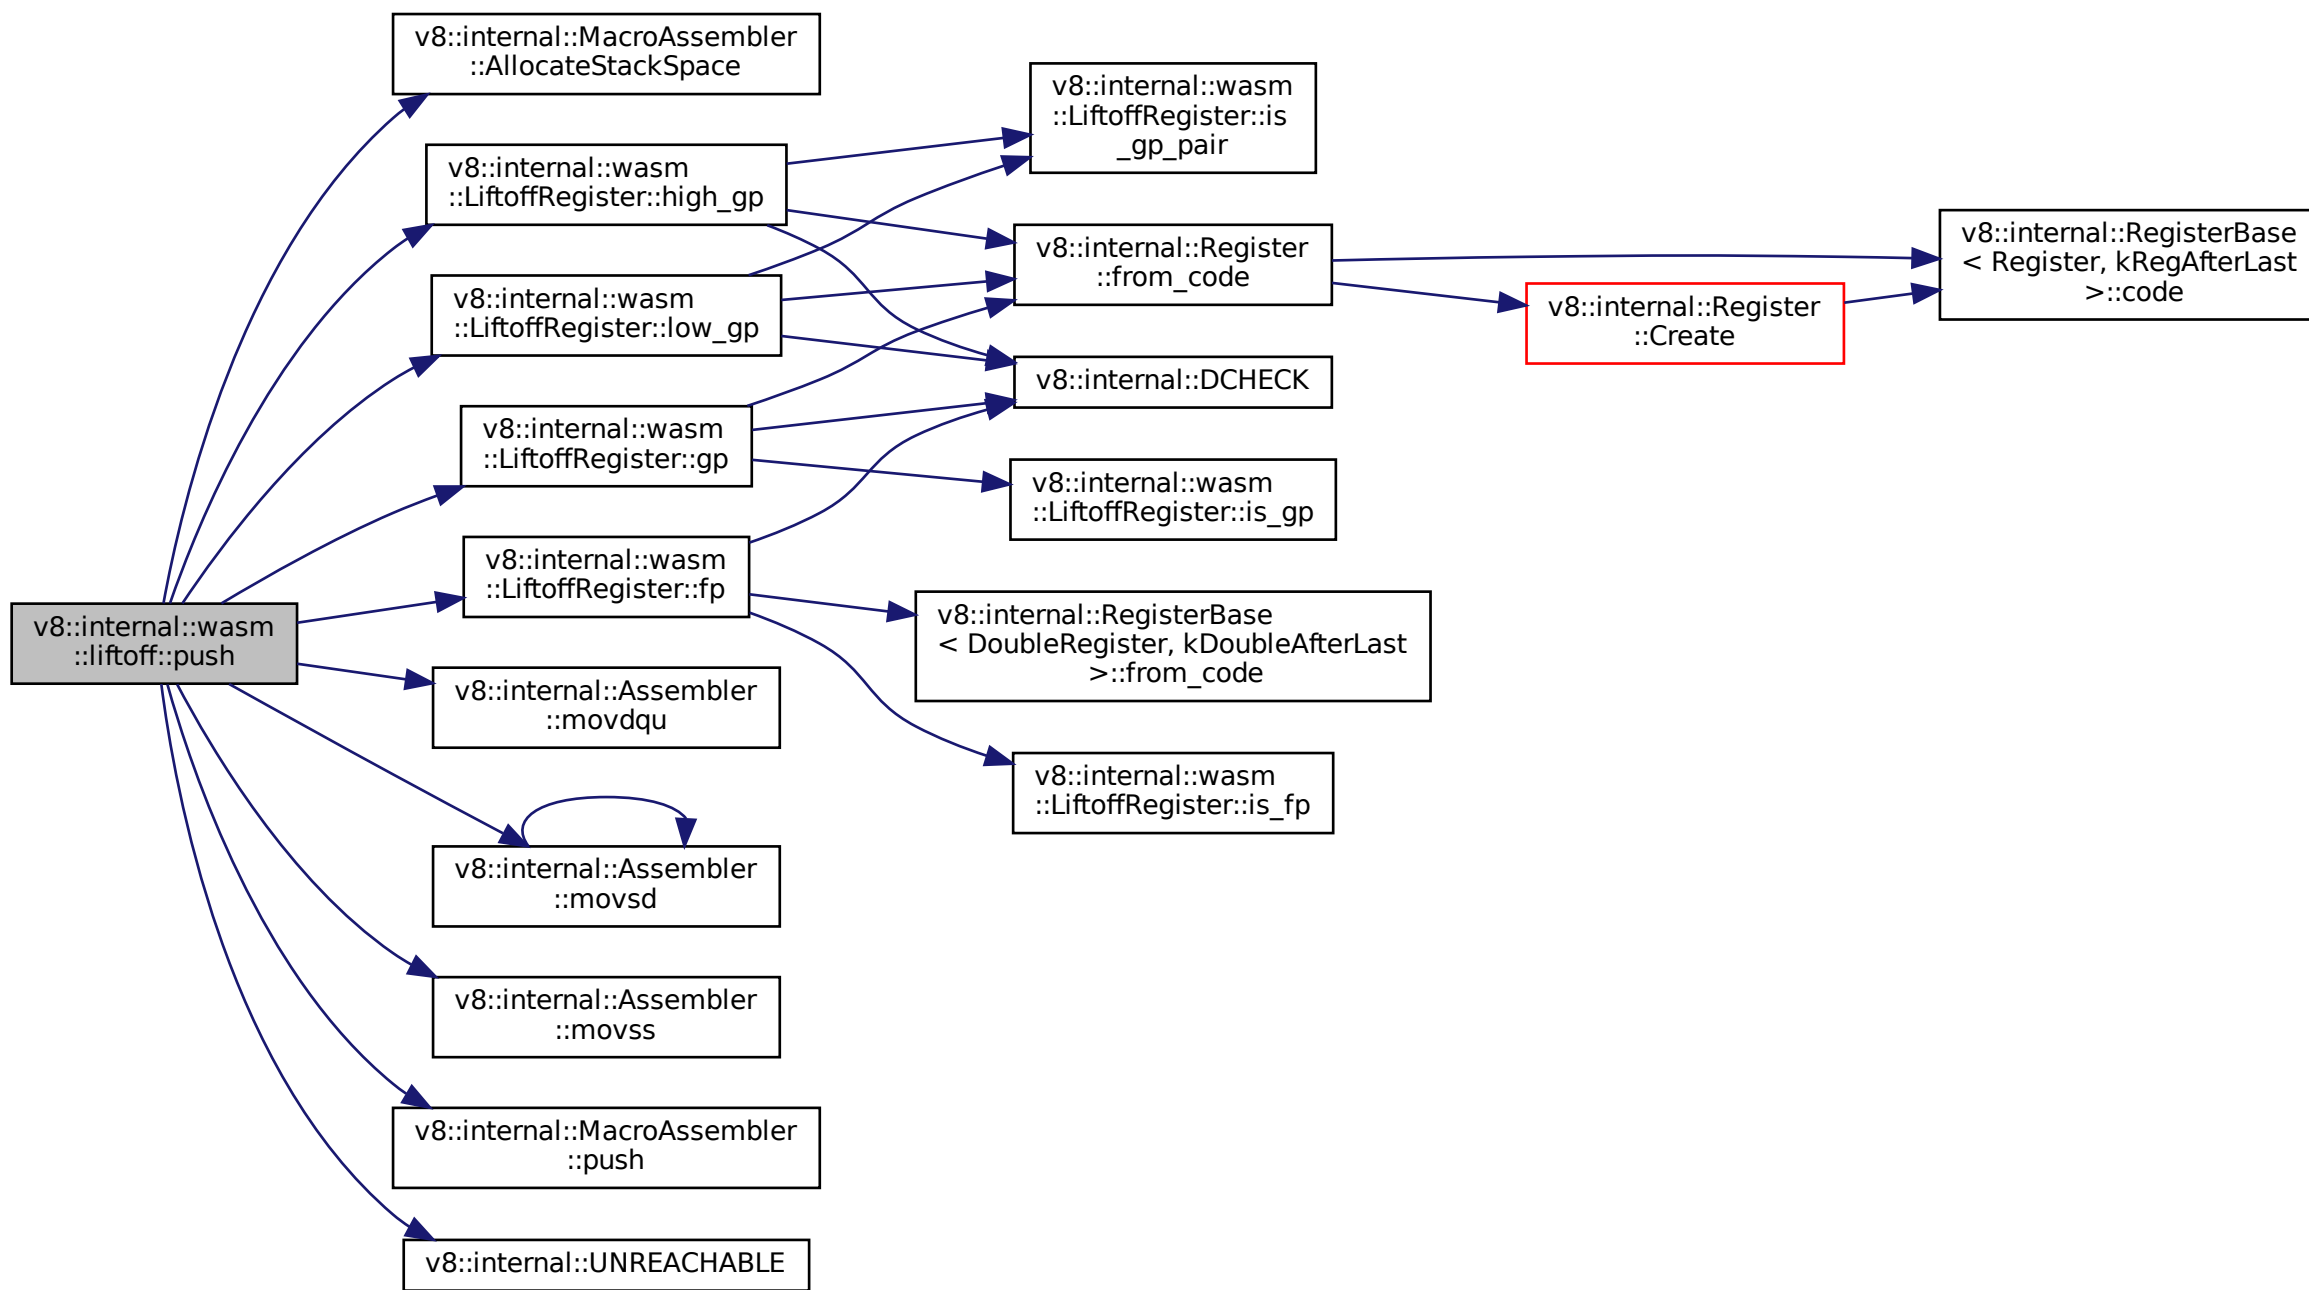 v8::internal::wasm
::liftoff::push
v8::internal::MacroAssembler
::AllocateStackSpace
v8::internal::wasm
::LiftoffRegister::high_gp
v8::internal::wasm
::LiftoffRegister::low_gp
v8::internal::wasm
::LiftoffRegister::gp
v8::internal::wasm
::LiftoffRegister::fp
v8::internal::Assembler
::movdqu
v8::internal::Assembler
::movsd
v8::internal::Assembler
::movss
v8::internal::MacroAssembler
::push
v8::internal::UNREACHABLE
v8::internal::wasm
::LiftoffRegister::is
_gp_pair
v8::internal::Register
::from_code
v8::internal::DCHECK
v8::internal::wasm
::LiftoffRegister::is_gp
v8::internal::RegisterBase
< DoubleRegister, kDoubleAfterLast
>::from_code
v8::internal::wasm
::LiftoffRegister::is_fp
v8::internal::Register
::Create
v8::internal::RegisterBase
< Register, kRegAfterLast
>::code